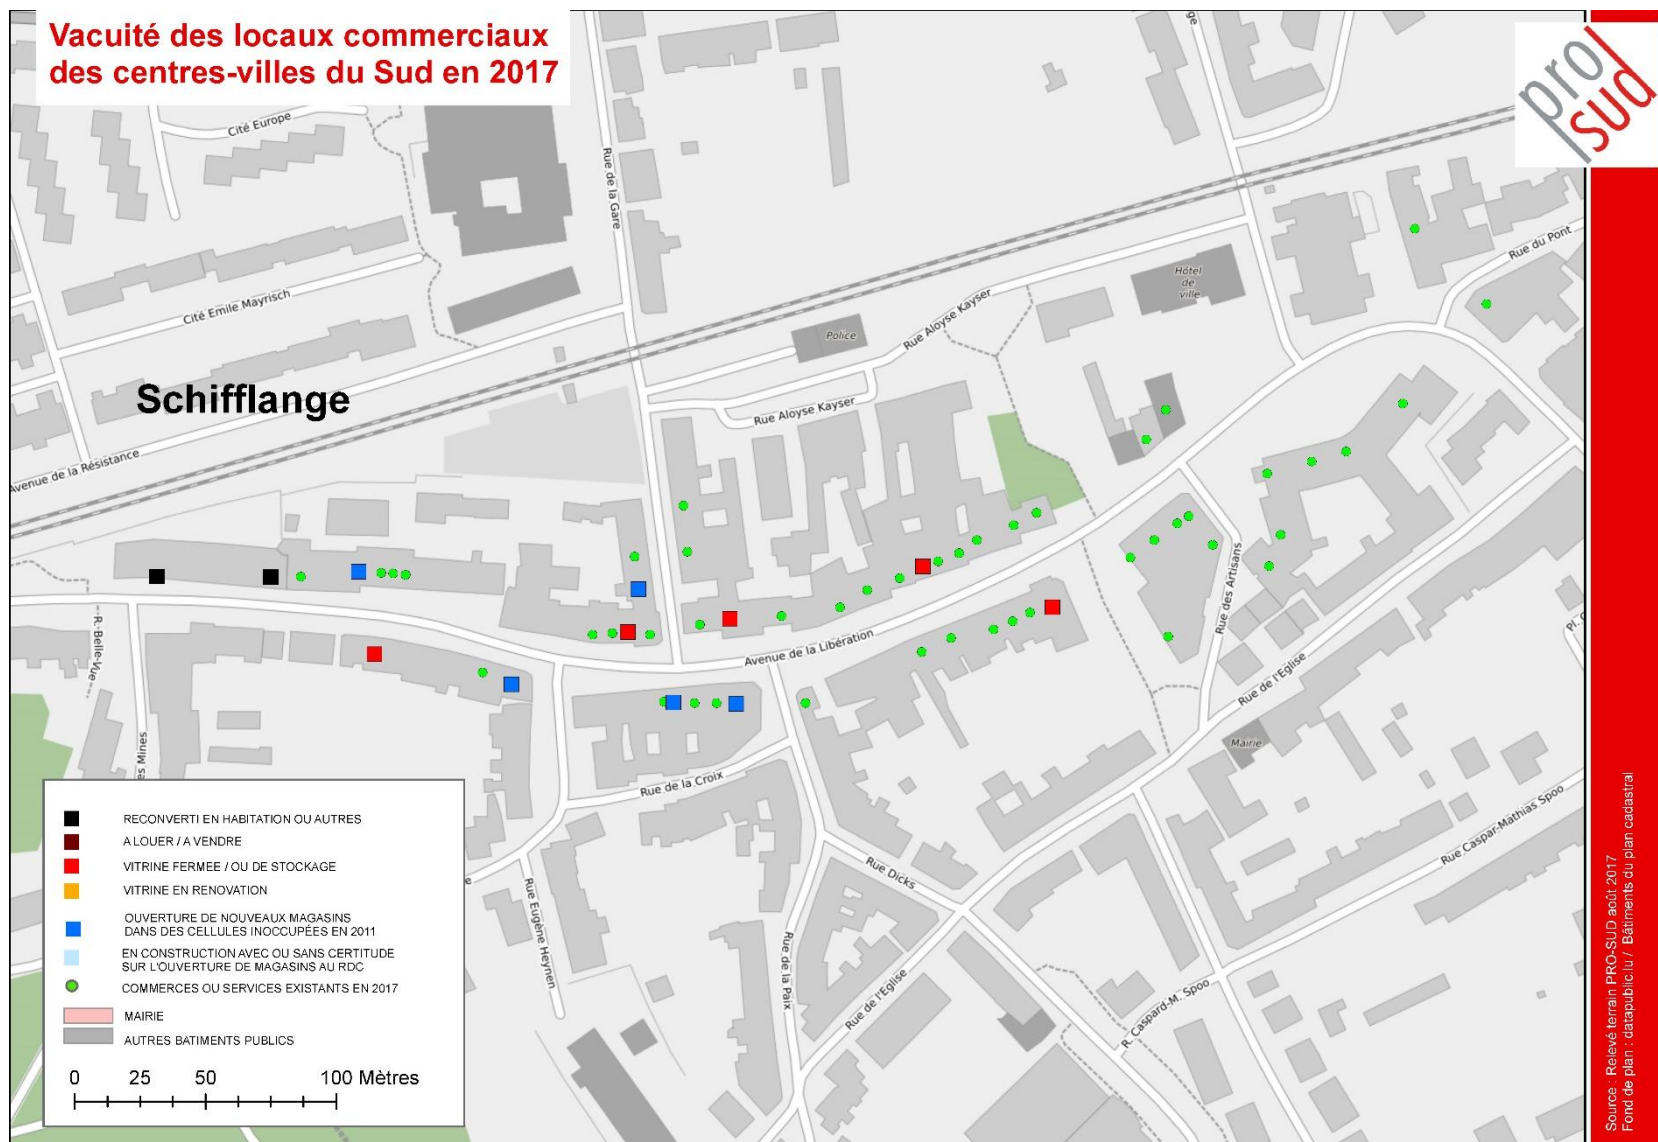 Vacuité des locaux commerciaux
des centres-villes du Sud en 2017
pro
sud
Cité Europe
Rue de la Gare
ge
Rue du Pont
Hôtel
de
ville
Cité Emile Mayrisch
Police
Rue Aloyse Kayser
Schifflange
Rue Aloyse Kayser
Avenue de la Résistance
Rue des Artisans
R. Belle-Vue
Avenue de la Libération
Pl.
Rue de l'Eglise
Mairie
es Mines
Rue de la Croix
Rue Caspar-Mathias Spoo
Rue Dicks
e
Rue Eugène Heynen
Rue de la Paix
Rue de l'Eglise
R. Caspard-M. Spoo
RECONVERTI EN HABITATION OU AUTRES
A LOUER / A VENDRE
VITRINE FERMEE / OU DE STOCKAGE
VITRINE EN RENOVATION
OUVERTURE DE NOUVEAUX MAGASINS
DANS DES CELLULES INOCCUPÉES EN 2011
EN CONSTRUCTION AVEC OU SANS CERTITUDE
SUR L'OUVERTURE DE MAGASINS AU RDC
COMMERCES OU SERVICES EXISTANTS EN 2017
MAIRIE
AUTRES BATIMENTS PUBLICS
0 25 50 100 Mètres
Source : Relevé terrain PRO-SUD août 2017
Fond de plan : datapublic.lu / Bâtiments du plan cadastral